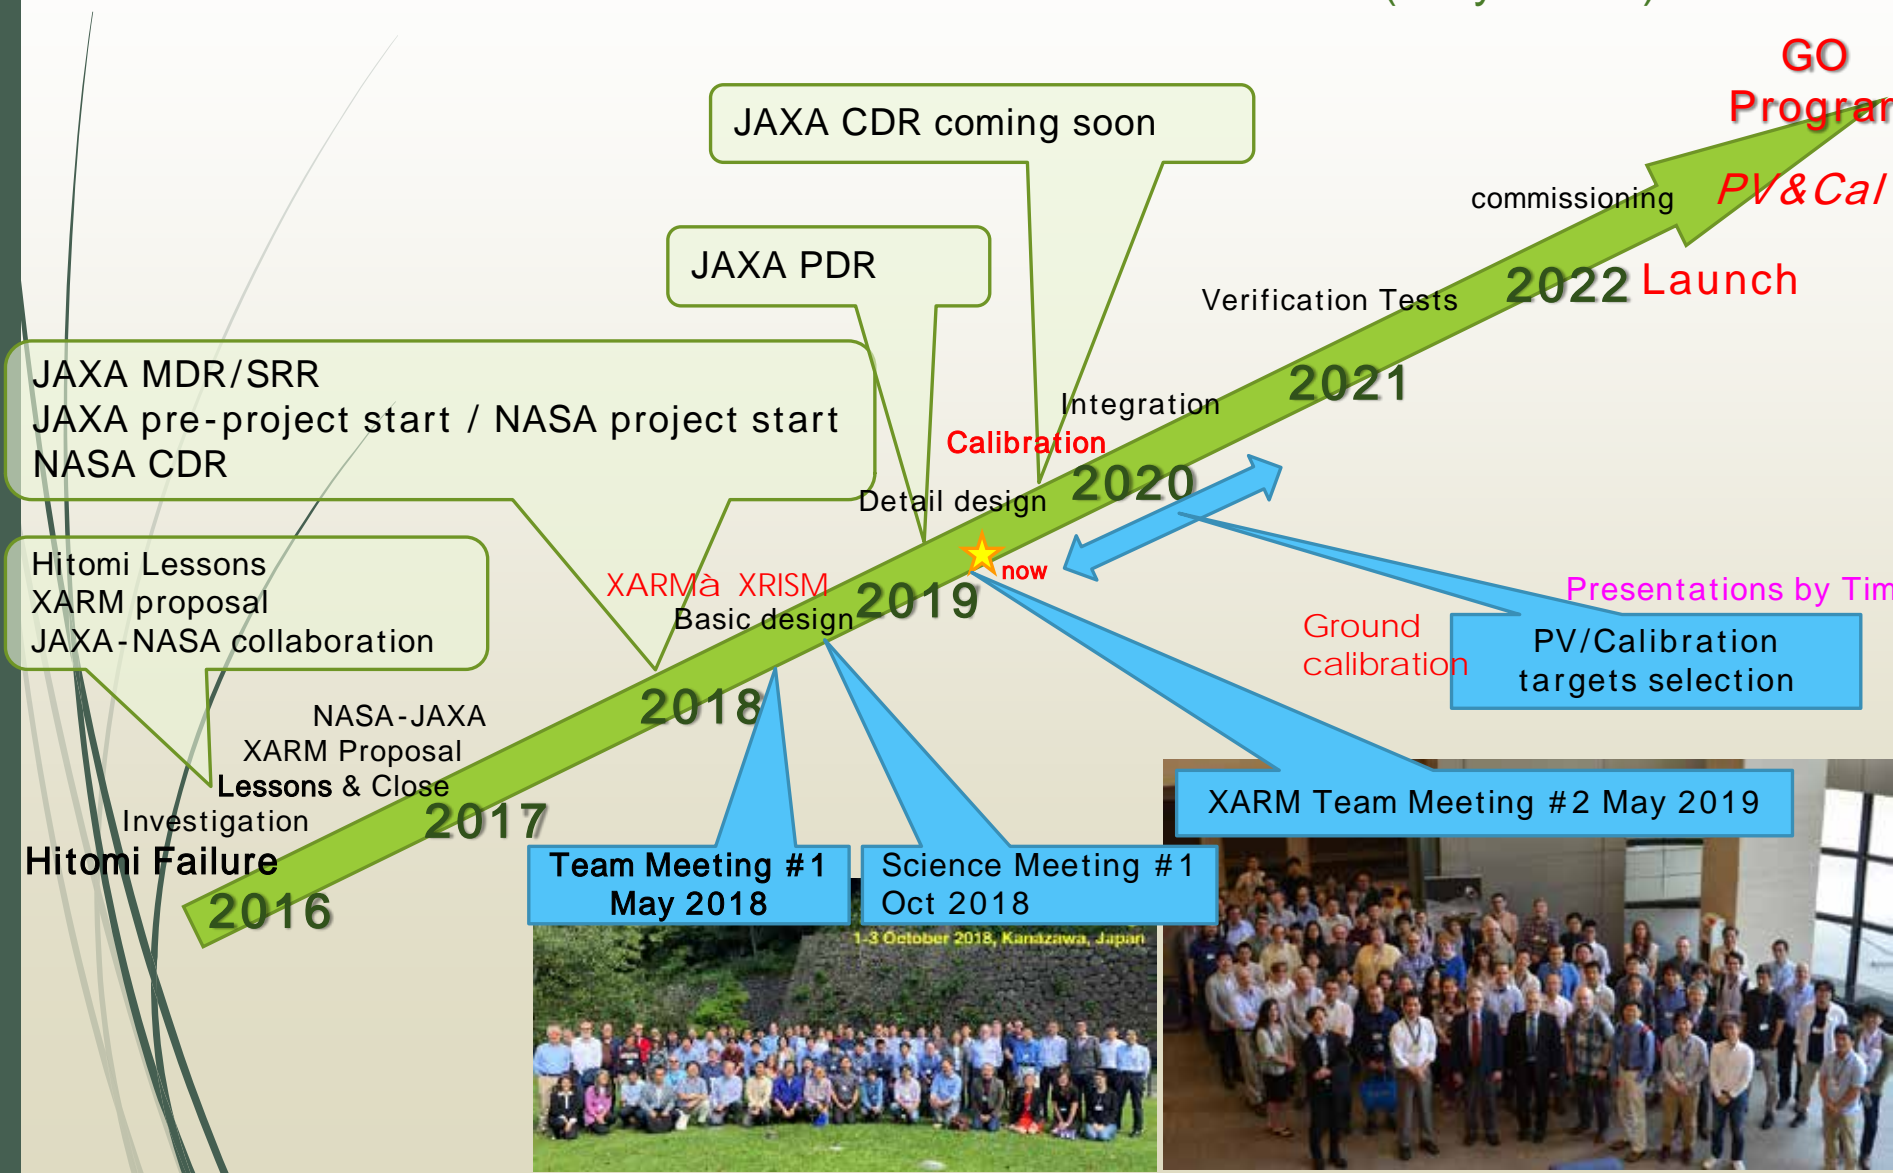 GO
JAXA CDR coming soon
PV&Cal
commissioning
JAXA PDR
2022 Launch
Verification Tests
JAXA MDR/SRR
JAXA pre-project start / NASA project start
NASA CDR
2021
Integration
Calibration
2020
Detail design
Hitomi Lessons
XARM proposal
JAXA-NASA collaboration
now
XARMà XRISM
Basic design
2019
Presentations by Tim
Ground
calibration
PV/Calibration
targets selection
2018
NASA-JAXA
XARM Proposal
Lessons & Close
Investigation
2017
Hitomi Failure
2016
XARM Team Meeting #2 May 2019
Team Meeting #1
May 2018
Science Meeting #1
Oct 2018
1-3 October 2018, Kanazawa, Japan